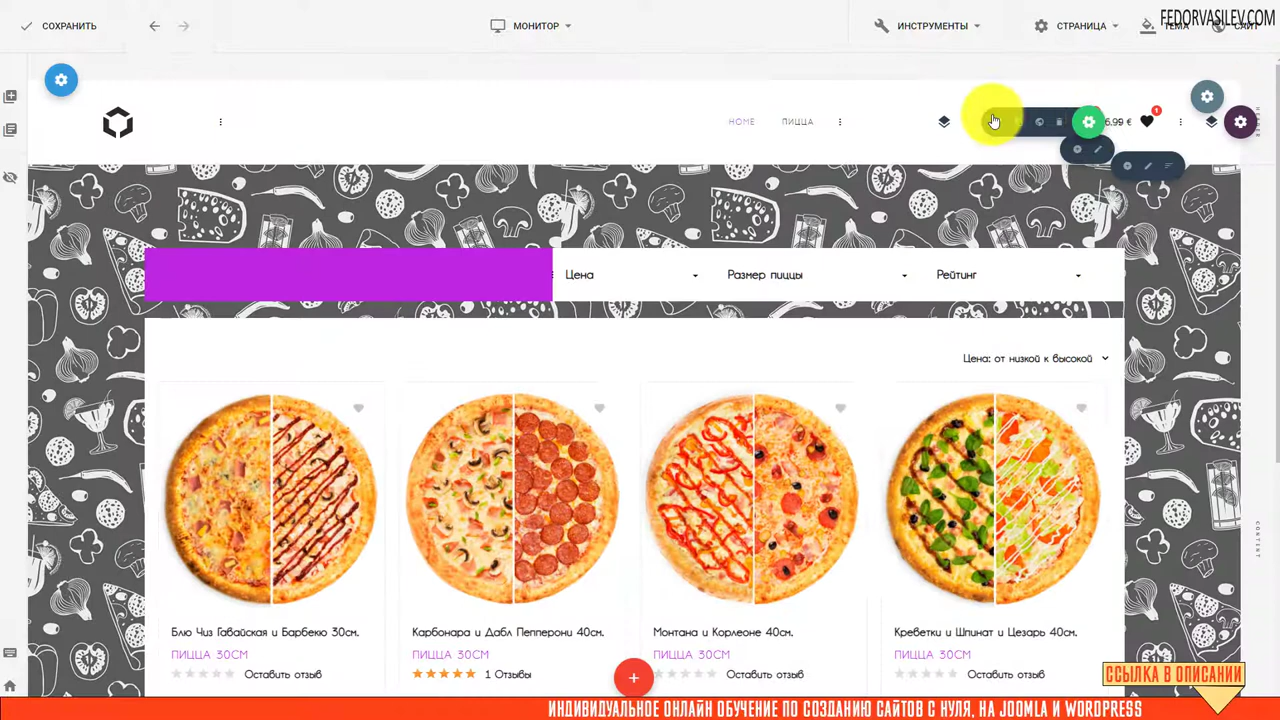 FEDORVASILEV.COM
СОХРАНИТЬ
МОНИТОР
ИНСТРУМЕНТЫ
СТРАНИЦА
ТЕМА
САЙТ
HOME
ПИЦЦА
6.99 €
1
Цена
Размер пиццы
Рейтинг
Цена: от низкой к высокой
Блю Чиз Гавайская и Барбекю 30см.
Карбонара и Дабл Пепперони 40см.
Монтана и Корлеоне 40см.
Креветки и Шпинат и Цезарь 40см.
ПИЦЦА 30СМ
ПИЦЦА 30СМ
ПИЦЦА 30СМ
ПИЦЦА 30СМ
Оставить отзыв
1 Отзывы
Оставить отзыв
Оставить отзыв
CONTENT
ССЫЛКА В ОПИСАНИИ
ИНДИВИДУАЛЬНОЕ ОНЛАЙН ОБУЧЕНИЕ ПО СОЗДАНИЮ САЙТОВ С НУЛЯ, НА JOOMLA И WORDPRESS